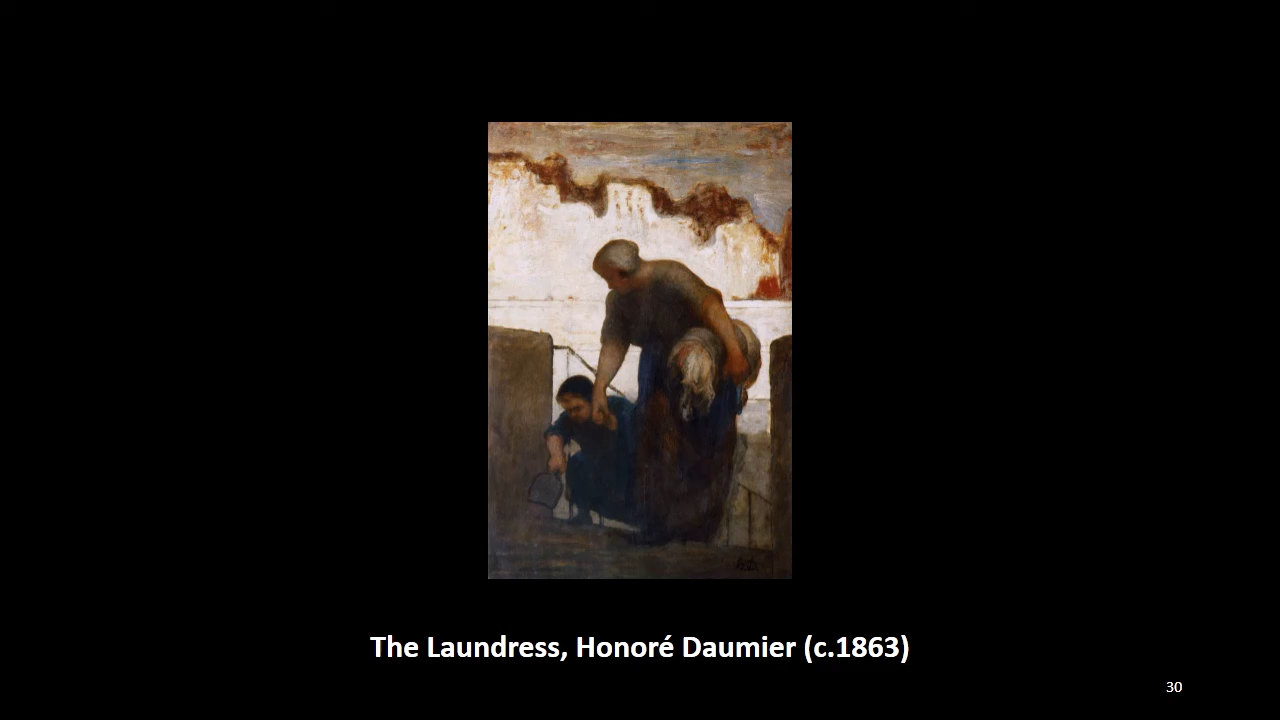 The Laundress, Honoré Daumier (c.1863)
30